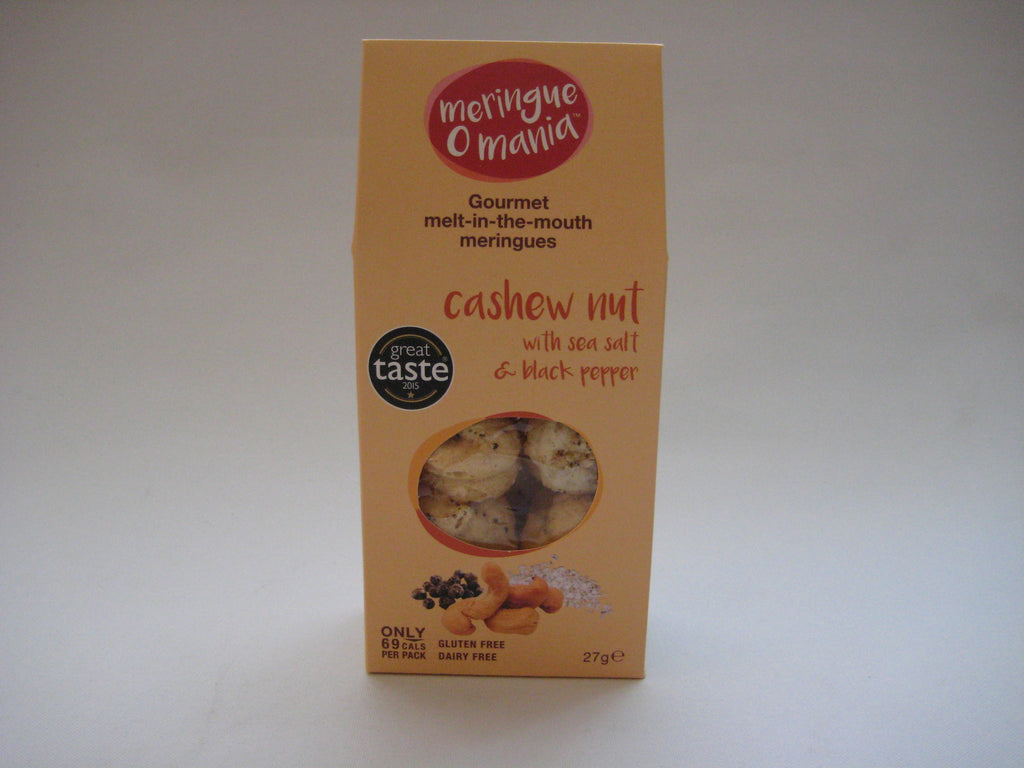 meringue
O mania™
Gourmet
melt-in-the-mouth
meringues
cashew nut
with sea salt
& black pepper
great
taste®
2015
ONLY
69 CALS
PER PACK
GLUTEN FREE
DAIRY FREE
27g℮